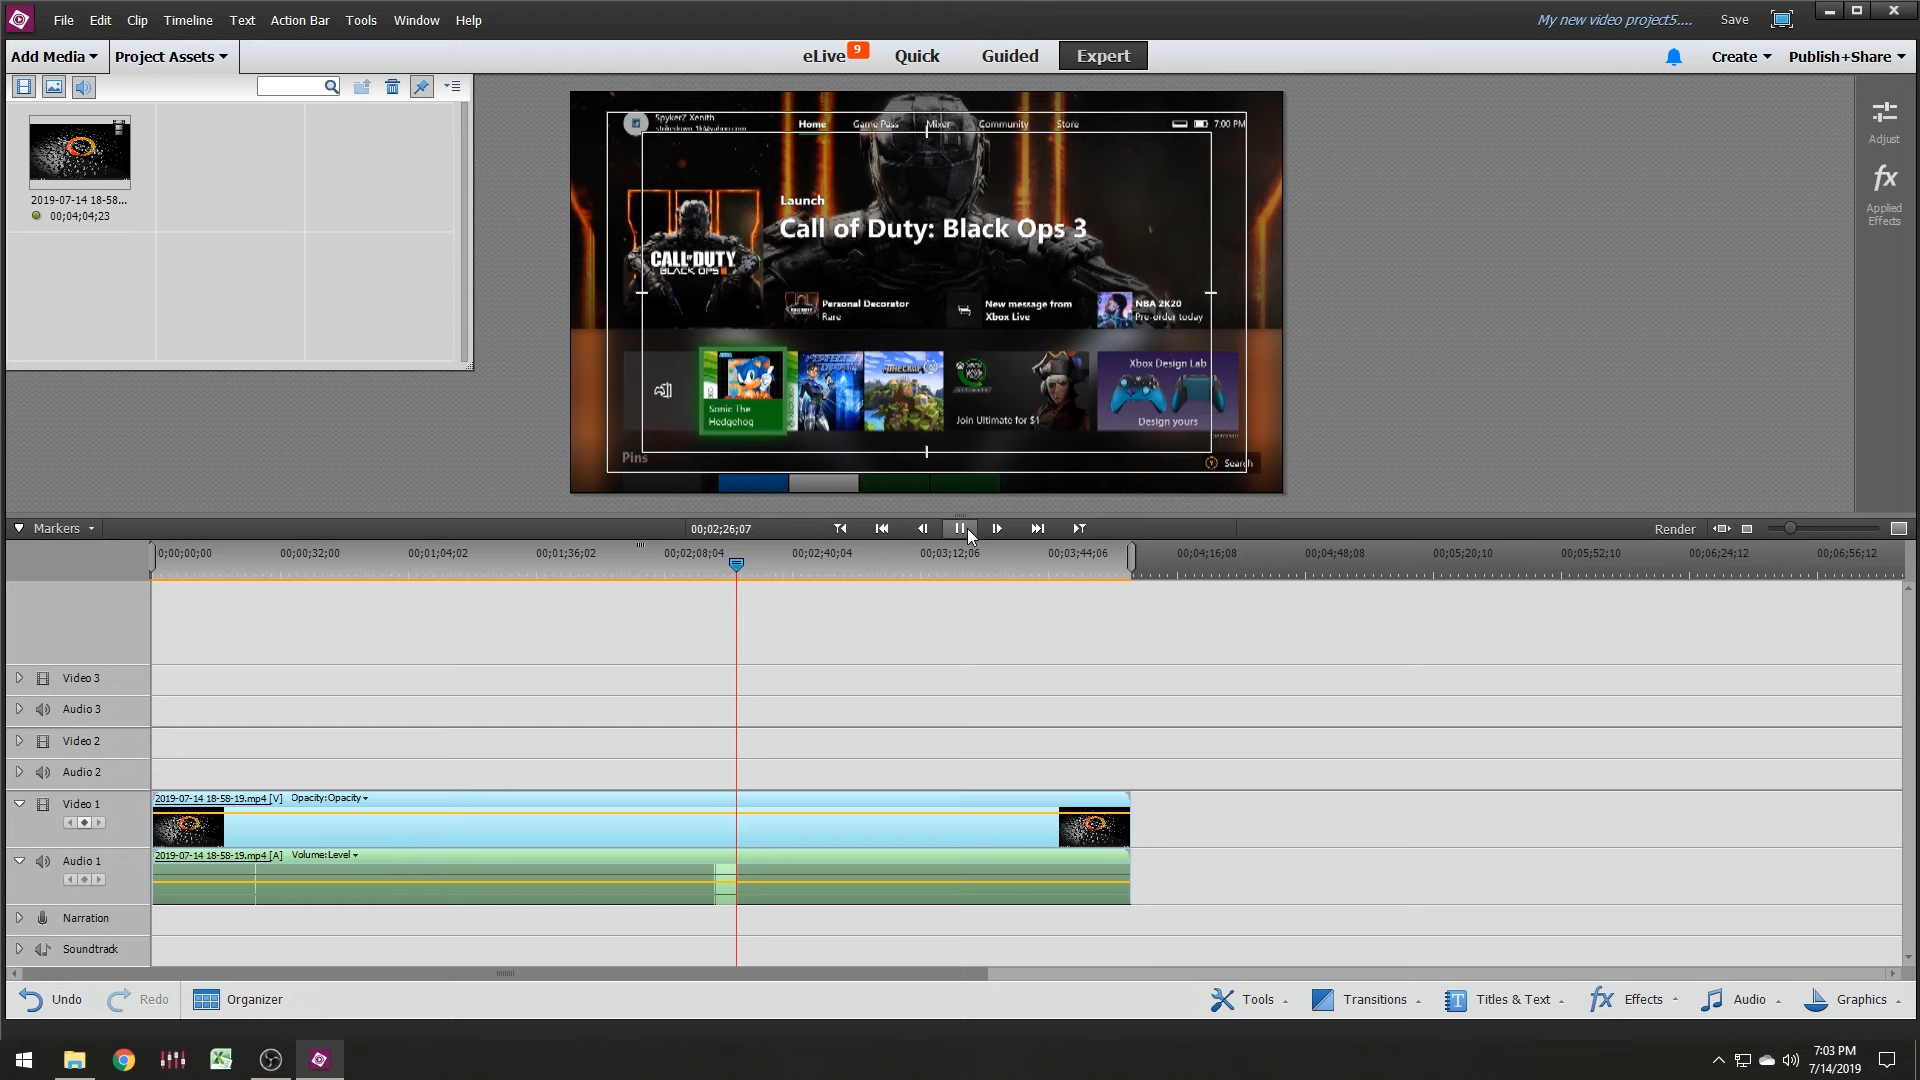 File Edit Clip Timeline Text Action Bar Tools Window Help
My new video project5.... Save
Add Media Project Assets
eLive 9 Quick Guided Expert
Create Publish+Share
2019-07-14 18-58...
00;04;04;23
SpykerZ Xenith
Home Game Pass Mixer Community Store
7:00 PM
Launch
Call of Duty: Black Ops 3
CALL OF DUTY
BLACK OPS III
Personal Decorator
Rare
New message from
Xbox Live
NBA 2K20
Pre-order today
Sonic The
Hedgehog
MINECRAFT
Join Ultimate for $1
Xbox Design Lab
Design yours
Pins
Y Search
Adjust
fx
Applied
Effects
Markers
00;02;26;07
Render
0;00;00;00 00;00;32;00 00;01;04;02 00;01;36;02 00;02;08;04 00;02;40;04 00;03;12;06 00;03;44;06 00;04;16;08 00;04;48;08 00;05;20;10 00;05;52;10 00;06;24;12 00;06;56;12
Video 3
Audio 3
Video 2
Audio 2
Video 1
2019-07-14 18-58-19.mp4 [V] Opacity:Opacity
Audio 1
2019-07-14 18-58-19.mp4 [A] Volume:Level
Narration
Soundtrack
Undo Redo Organizer
Tools Transitions Titles & Text fx Effects Audio Graphics
7:03 PM
7/14/2019